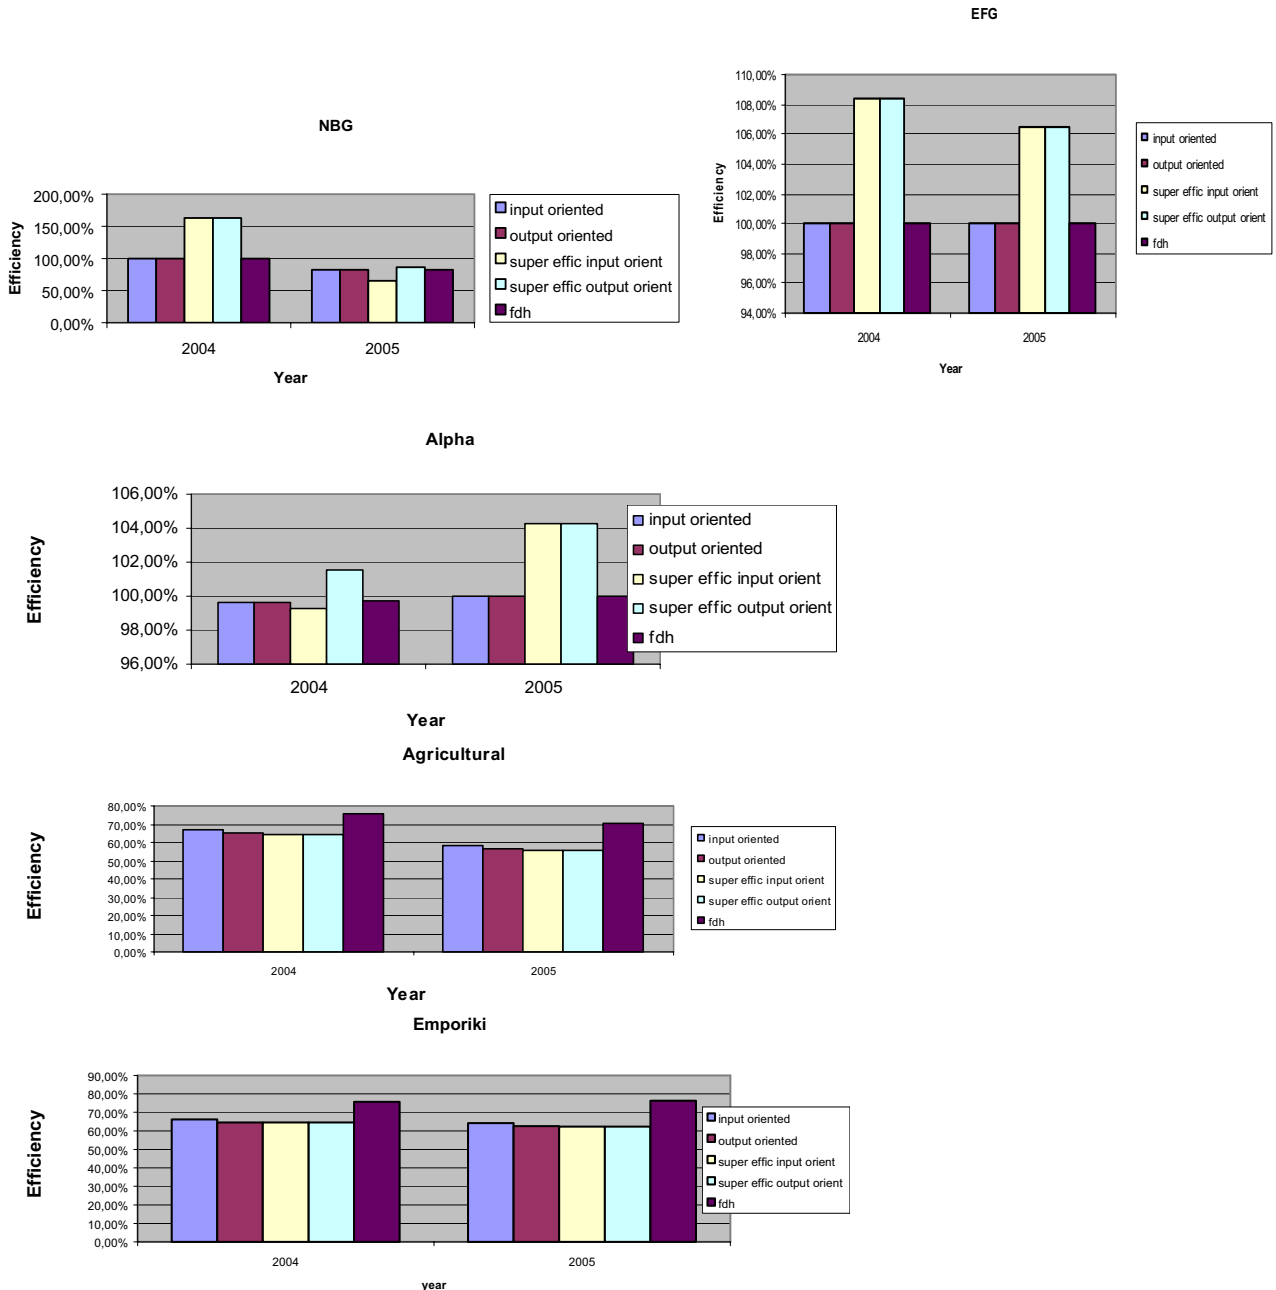 NBG
200,00%
150,00%
100,00%
50,00%
0,00%
Efficiency
2004 2005
Year
input oriented
output oriented
super effic input orient
super effic output orient
fdh
EFG
110,00%
108,00%
106,00%
104,00%
102,00%
100,00%
98,00%
96,00%
94,00%
Efficiency
2004 2005
Year
input oriented
output oriented
super effic input orient
super effic output orient
fdh
Alpha
106,00%
104,00%
102,00%
100,00%
98,00%
96,00%
Efficiency
2004 2005
Year
input oriented
output oriented
super effic input orient
super effic output orient
fdh
Agricultural
80,00%
70,00%
60,00%
50,00%
40,00%
30,00%
20,00%
10,00%
0,00%
Efficiency
2004 2005
Year
input oriented
output oriented
super effic input orient
super effic output orient
fdh
Emporiki
90,00%
80,00%
70,00%
60,00%
50,00%
40,00%
30,00%
20,00%
10,00%
0,00%
Efficiency
2004 2005
year
input oriented
output oriented
super effic input orient
super effic output orient
fdh